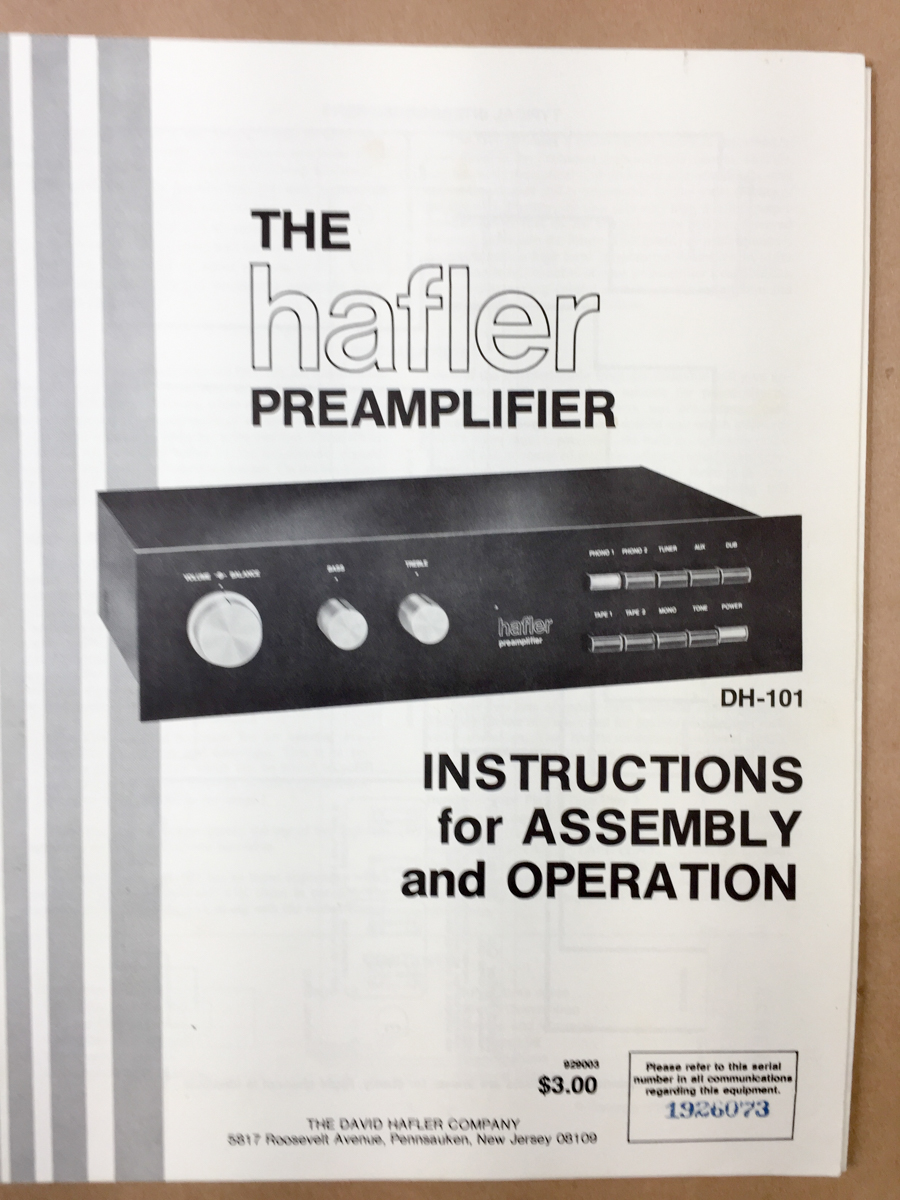 THE
hafler
PREAMPLIFIER
VOLUME BALANCE
BASS
TREBLE
PHONO 1 PHONO 2 TUNER AUX DUB
TAPE 1 TAPE 2 MONO TONE POWER
hafler
preamplifier
DH-101
INSTRUCTIONS
for ASSEMBLY
and OPERATION
929003
$3.00
THE DAVID HAFLER COMPANY
5817 Roosevelt Avenue, Pennsauken, New Jersey 08109
Please refer to this serial
number in all communications
regarding this equipment.
1926073